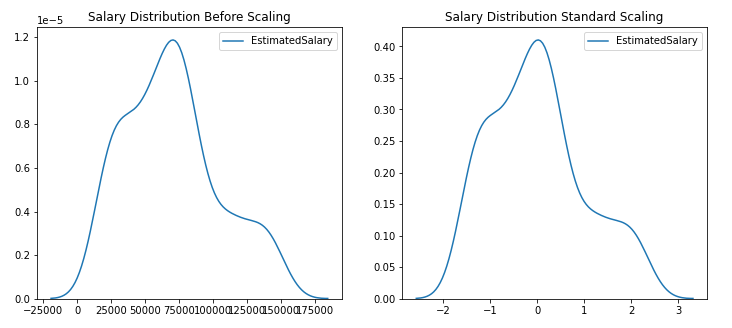 Salary Distribution Before Scaling
1e−5
EstimatedSalary
1.2
1.0
0.8
0.6
0.4
0.2
0.0
−25000 0 25000 50000 75000 100000 125000 150000 175000
Salary Distribution Standard Scaling
EstimatedSalary
0.40
0.35
0.30
0.25
0.20
0.15
0.10
0.05
0.00
−2 −1 0 1 2 3